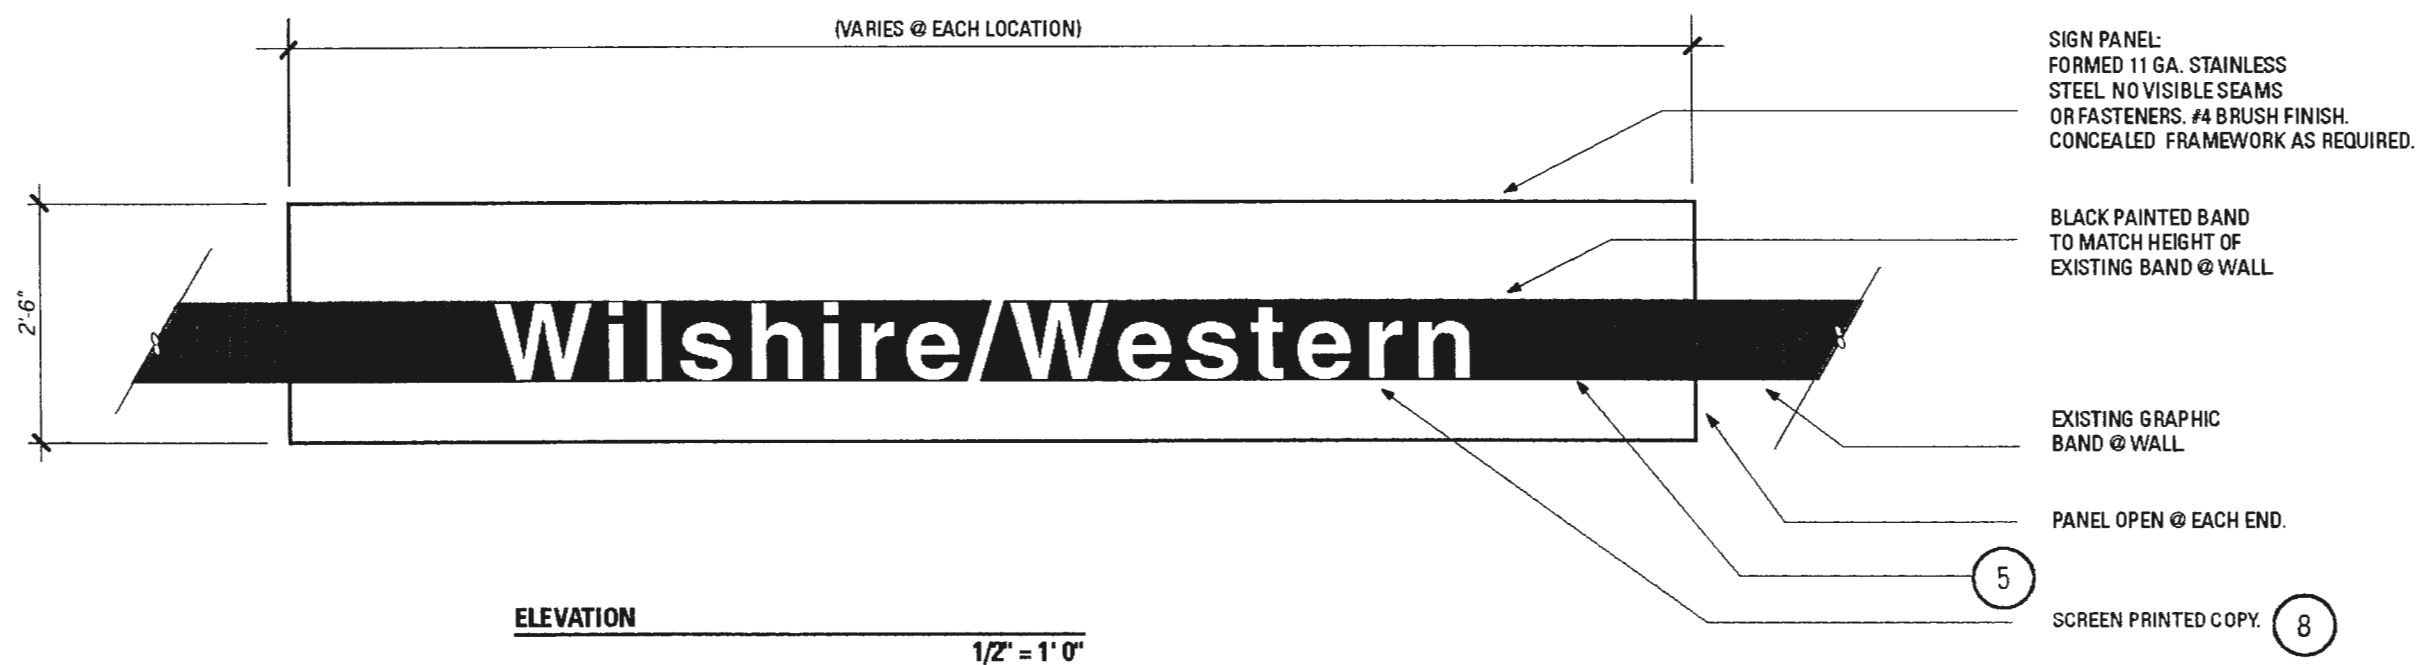 (VARIES @ EACH LOCATION)
SIGN PANEL:
FORMED 11 GA. STAINLESS
STEEL NO VISIBLE SEAMS
OR FASTENERS. #4 BRUSH FINISH.
CONCEALED FRAMEWORK AS REQUIRED.
BLACK PAINTED BAND
TO MATCH HEIGHT OF
EXISTING BAND @ WALL
2'-6"
Wilshire/Western
EXISTING GRAPHIC
BAND @ WALL
PANEL OPEN @ EACH END.
5
SCREEN PRINTED COPY. 8
ELEVATION
1/2" = 1' 0"